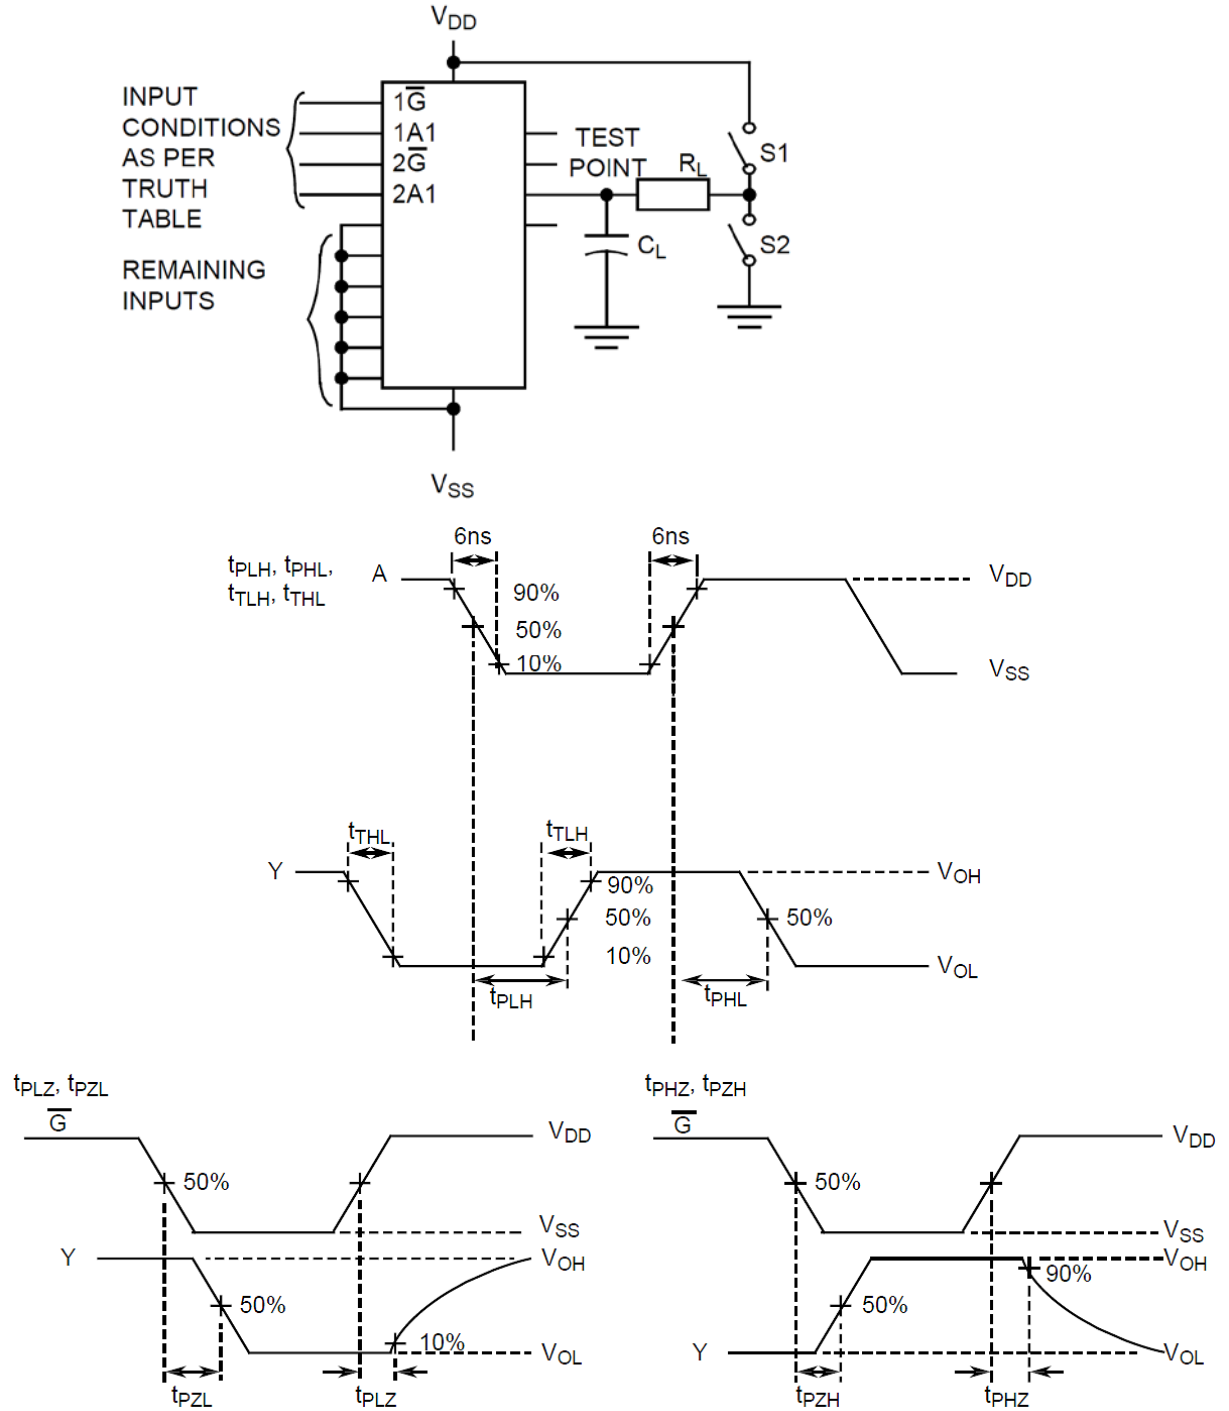 VDD
INPUT
CONDITIONS
AS PER
TRUTH
TABLE
1G̅
1A1
2G̅
2A1
TEST
POINT
RL
S1
CL
S2
REMAINING
INPUTS
VSS
6ns
6ns
tPLH, tPHL,
tTLH, tTHL
A
90%
50%
10%
VDD
VSS
tTHL
tTLH
Y
90%
50%
10%
50%
VOH
VOL
tPLH
tPHL
tPLZ, tPZL
G̅
VDD
50%
VSS
Y
VOH
50%
10%
VOL
tPZL
tPLZ
tPHZ, tPZH
G̅
VDD
50%
VSS
VOH
90%
50%
Y
VOL
tPZH
tPHZ